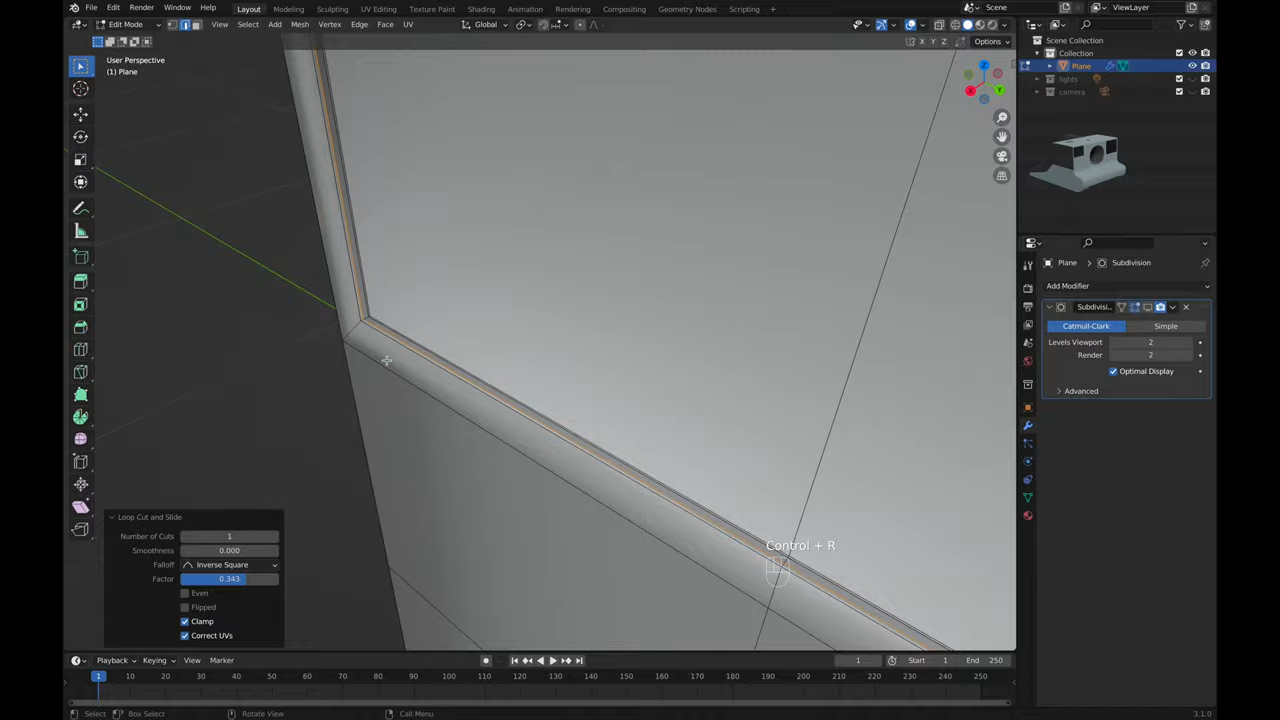 File Edit Render Window Help Layout Modeling Sculpting UV Editing Texture Paint Shading Animation Rendering Compositing Geometry Nodes Scripting Scene ViewLayer
Edit Mode View Select Add Mesh Vertex Edge Face UV Global
X Y Z Options
User Perspective
(1) Plane
Z
Y
X
Scene Collection
Collection
Plane
lights
camera
Plane Subdivision
Add Modifier
Subdivi...
Catmull-Clark Simple
Levels Viewport 2
Render 2
Optimal Display
Advanced
Loop Cut and Slide
Number of Cuts 1
Smoothness 0.000
Falloff Inverse Square
Factor 0.343
Even
Flipped
Clamp
Correct UVs
Control + R
Playback Keying View Marker 1 Start 1 End 250
1 10 20 30 40 50 60 70 80 90 100 110 120 130 140 150 160 170 180 190 200 210 220 230 240 250
Select Box Select Rotate View Call Menu 3.1.0